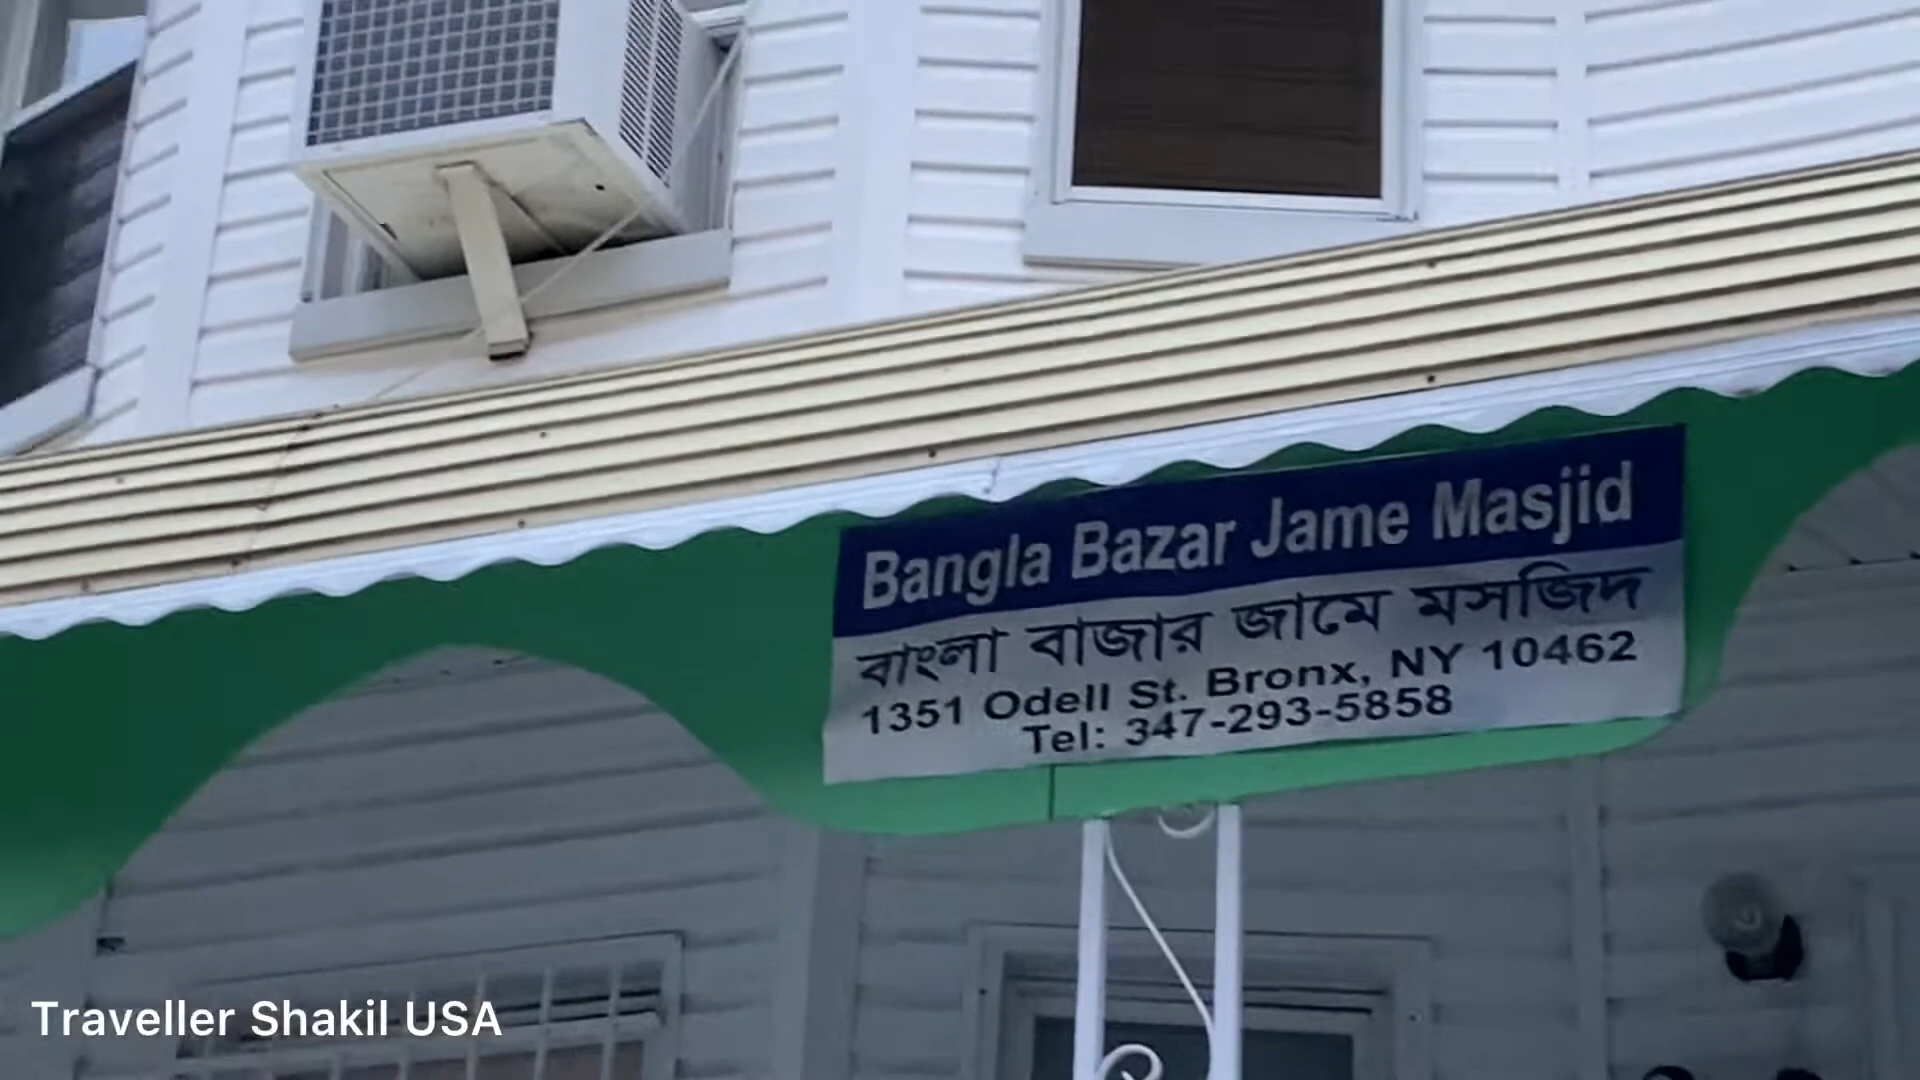 Bangla Bazar Jame Masjid
বাংলা বাজার জামে মসজিদ
1351 Odell St. Bronx, NY 10462
Tel: 347-293-5858
Traveller Shakil USA